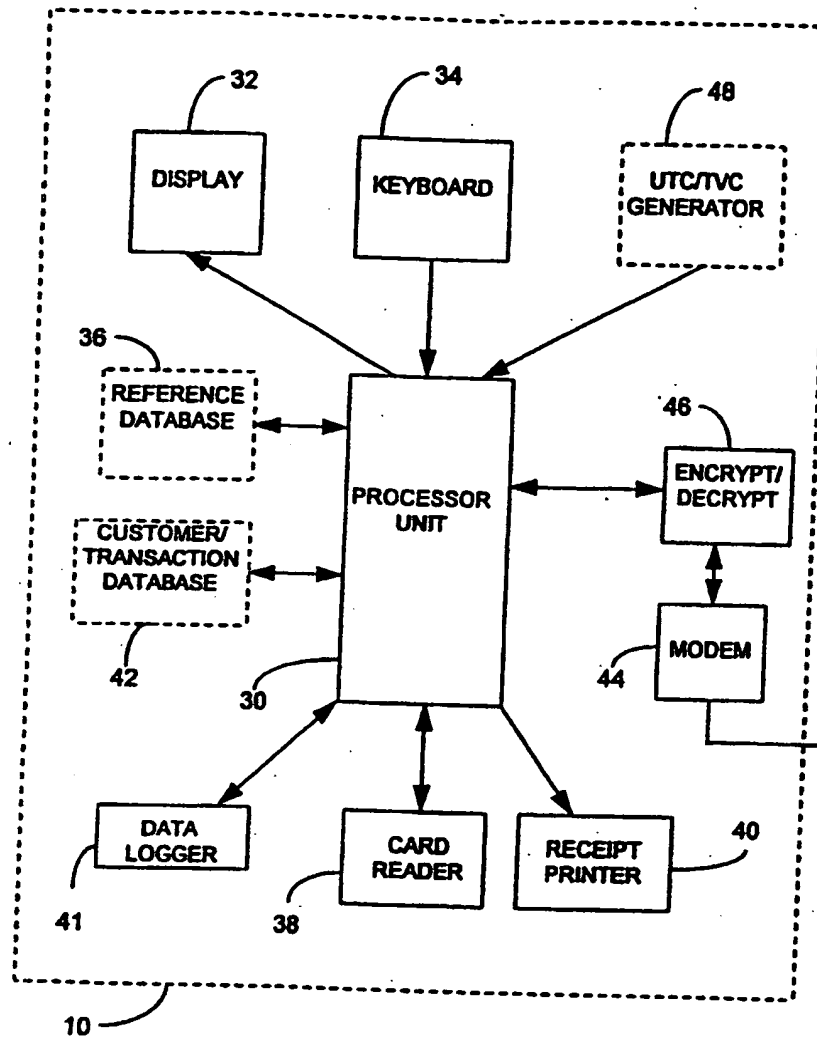 32
34
48
DISPLAY
KEYBOARD
UTC/TVC
GENERATOR
36
REFERENCE
DATABASE
46
ENCRYPT/
DECRYPT
PROCESSOR
UNIT
CUSTOMER/
TRANSACTION
DATABASE
MODEM
42
30
44
DATA
LOGGER
CARD
READER
RECEIPT
PRINTER
40
41
38
10